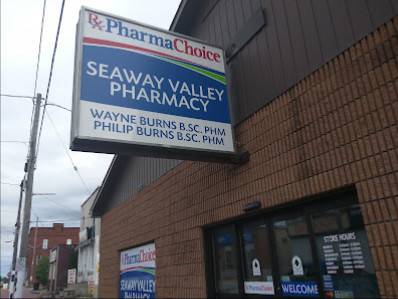 Rx PharmaChoice
SEAWAY VALLEY
PHARMACY
WAYNE BURNS B.SC. PHM
PHILIP BURNS B.SC. PHM
PharmaChoice
SEAWAY VALLEY
PHARMACY
STORE HOURS
WELCOME